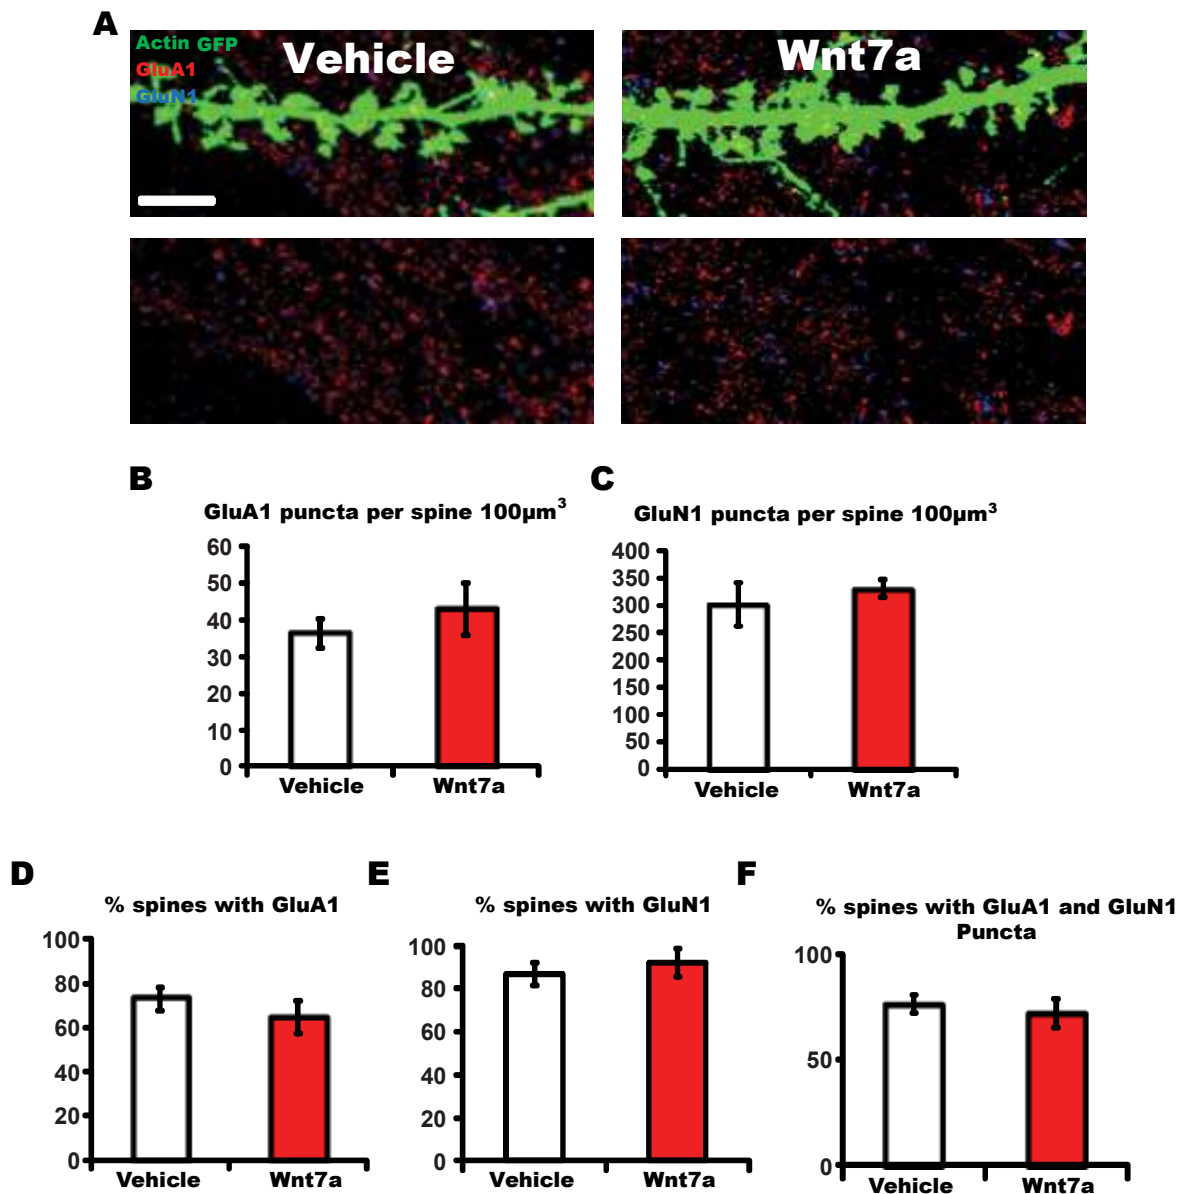 A
Actin GFP
GluA1
GluN1
Vehicle
Wnt7a
B
GluA1 puncta per spine 100µm³
60
50
40
30
20
10
0
Vehicle
Wnt7a
C
GluN1 puncta per spine 100µm³
400
350
300
250
200
150
100
50
0
Vehicle
Wnt7a
D
% spines with GluA1
100
80
60
40
20
0
Vehicle
Wnt7a
E
% spines with GluN1
100
80
60
40
20
0
Vehicle
Wnt7a
F
% spines with GluA1 and GluN1
Puncta
100
50
0
Vehicle
Wnt7a